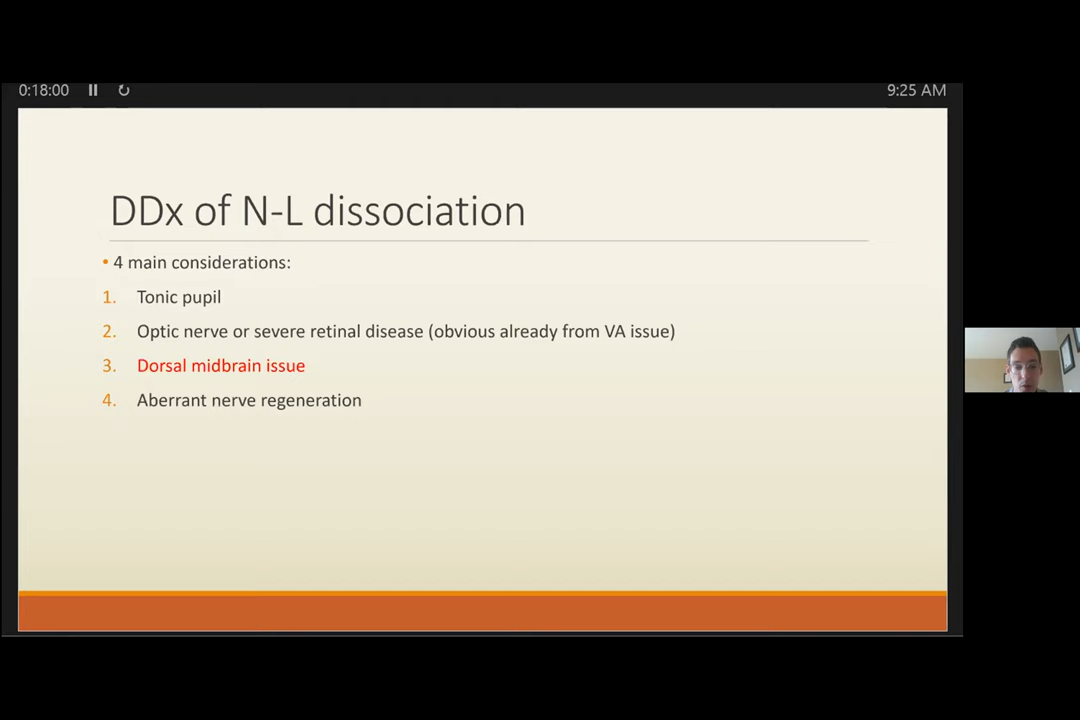 0:18:00
9:25 AM
DDx of N-L dissociation
• 4 main considerations:
1. Tonic pupil
2. Optic nerve or severe retinal disease (obvious already from VA issue)
3. Dorsal midbrain issue
4. Aberrant nerve regeneration